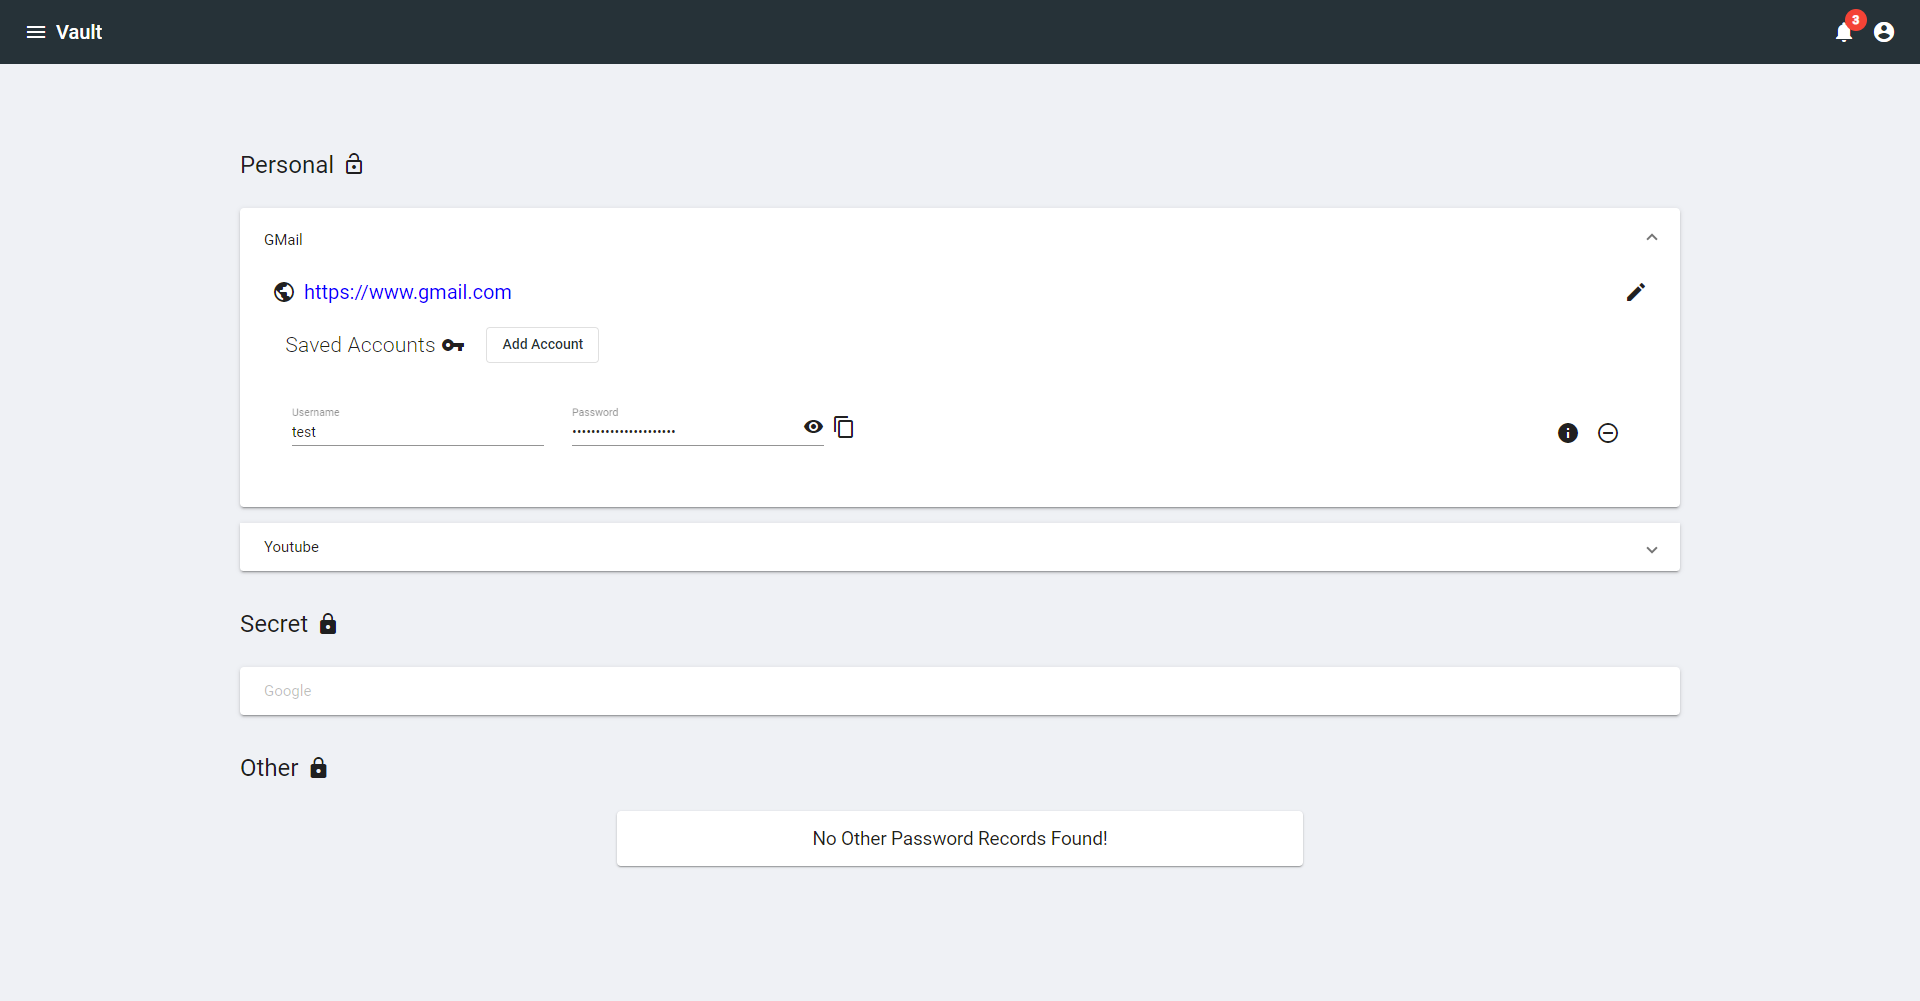 Vault
3
Personal
GMail
https://www.gmail.com
Saved Accounts
Add Account
Username
Password
test
••••••••••••••••••••••
Youtube
Secret
Google
Other
No Other Password Records Found!